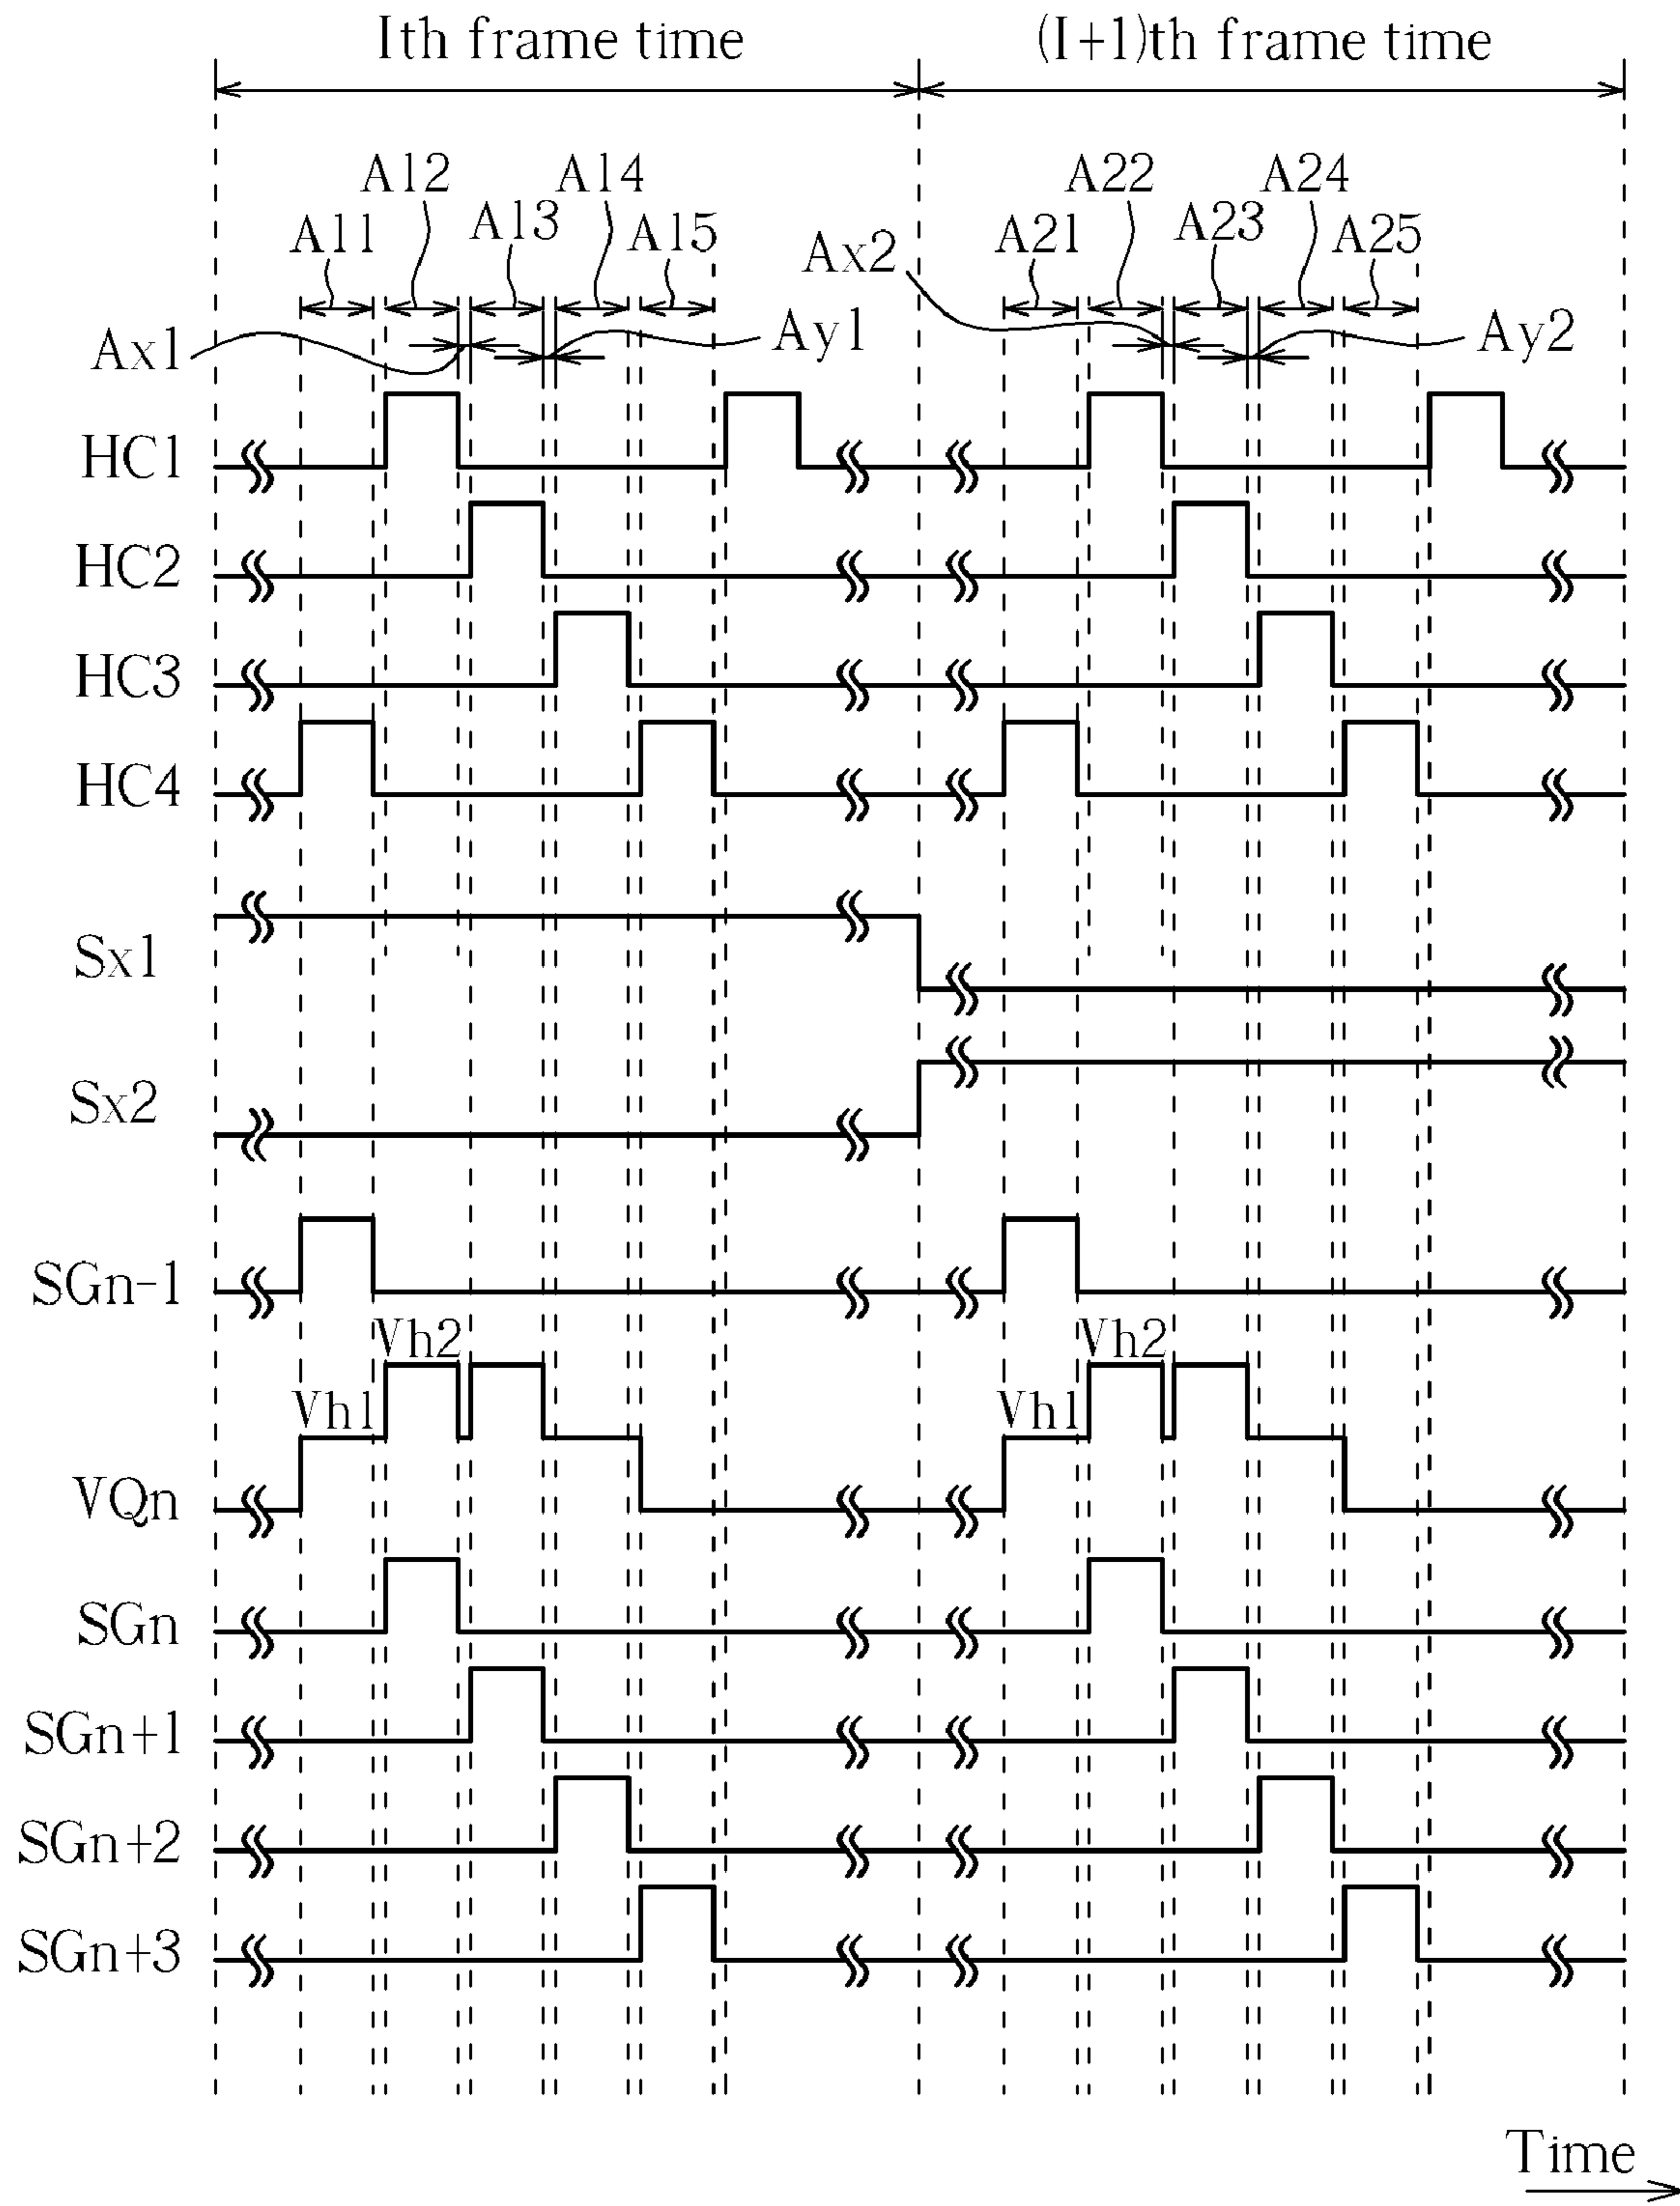 Ith frame time (I+1)th frame time
A12 A14 A22 A24
A11 A13 A15 Ax2 A21 A23 A25
Ax1 Ay1 Ay2
HC1
HC2
HC3
HC4
Sx1
Sx2
SGn-1
Vh2 Vh2
Vh1 Vh1
VQn
SGn
SGn+1
SGn+2
SGn+3
Time